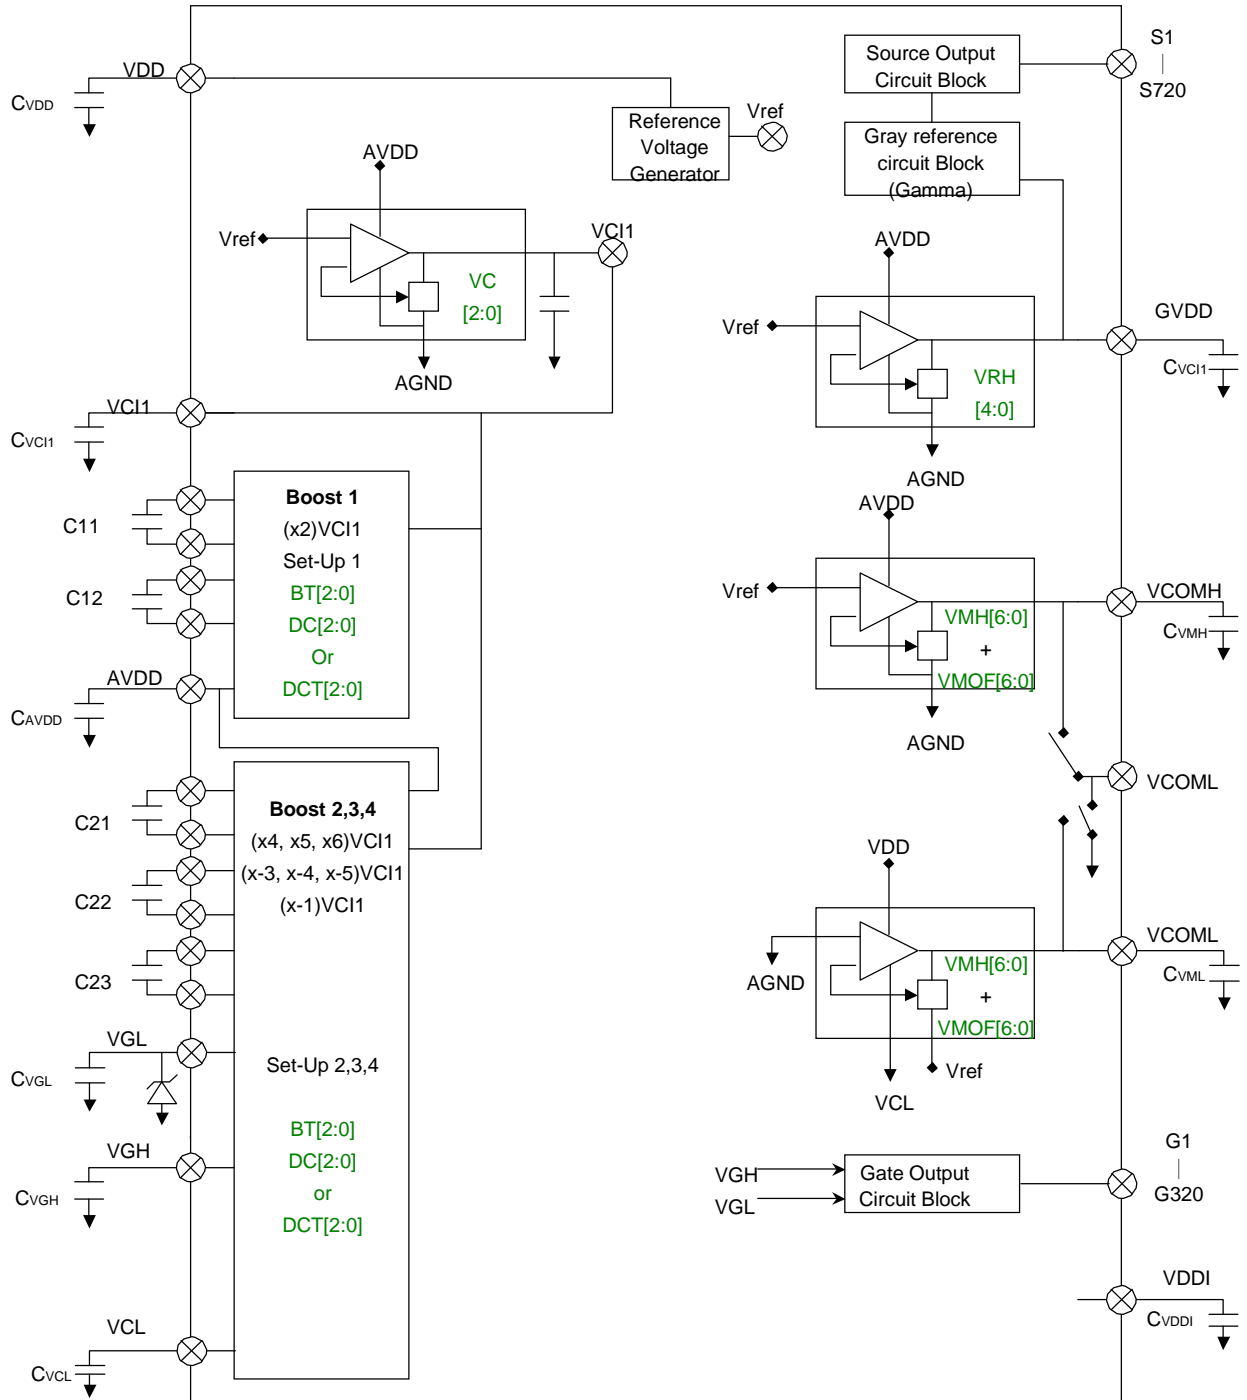 VDD
CVDD
Source Output
Circuit Block
S1
S720
Reference
Voltage
Generator
Vref
Gray reference
circuit Block
(Gamma)
AVDD
Vref
VC
[2:0]
VCI1
AGND
AVDD
Vref
VRH
[4:0]
AGND
GVDD
CVCI1
VCI1
CVCI1
Boost 1
(x2)VCI1
Set-Up 1
BT[2:0]
DC[2:0]
Or
DCT[2:0]
C11
C12
AVDD
CAVDD
AVDD
Vref
VMH[6:0]
+
VMOF[6:0]
AGND
VCOMH
CVMH
VCOML
C21
C22
C23
Boost 2,3,4
(x4, x5, x6)VCI1
(x-3, x-4, x-5)VCI1
(x-1)VCI1
Set-Up 2,3,4
BT[2:0]
DC[2:0]
or
DCT[2:0]
VGL
CVGL
VGH
CVGH
VCL
CVCL
VDD
AGND
VMH[6:0]
+
VMOF[6:0]
Vref
VCL
VCOML
CVML
VGH
VGL
Gate Output
Circuit Block
G1
G320
VDDI
CVDDI